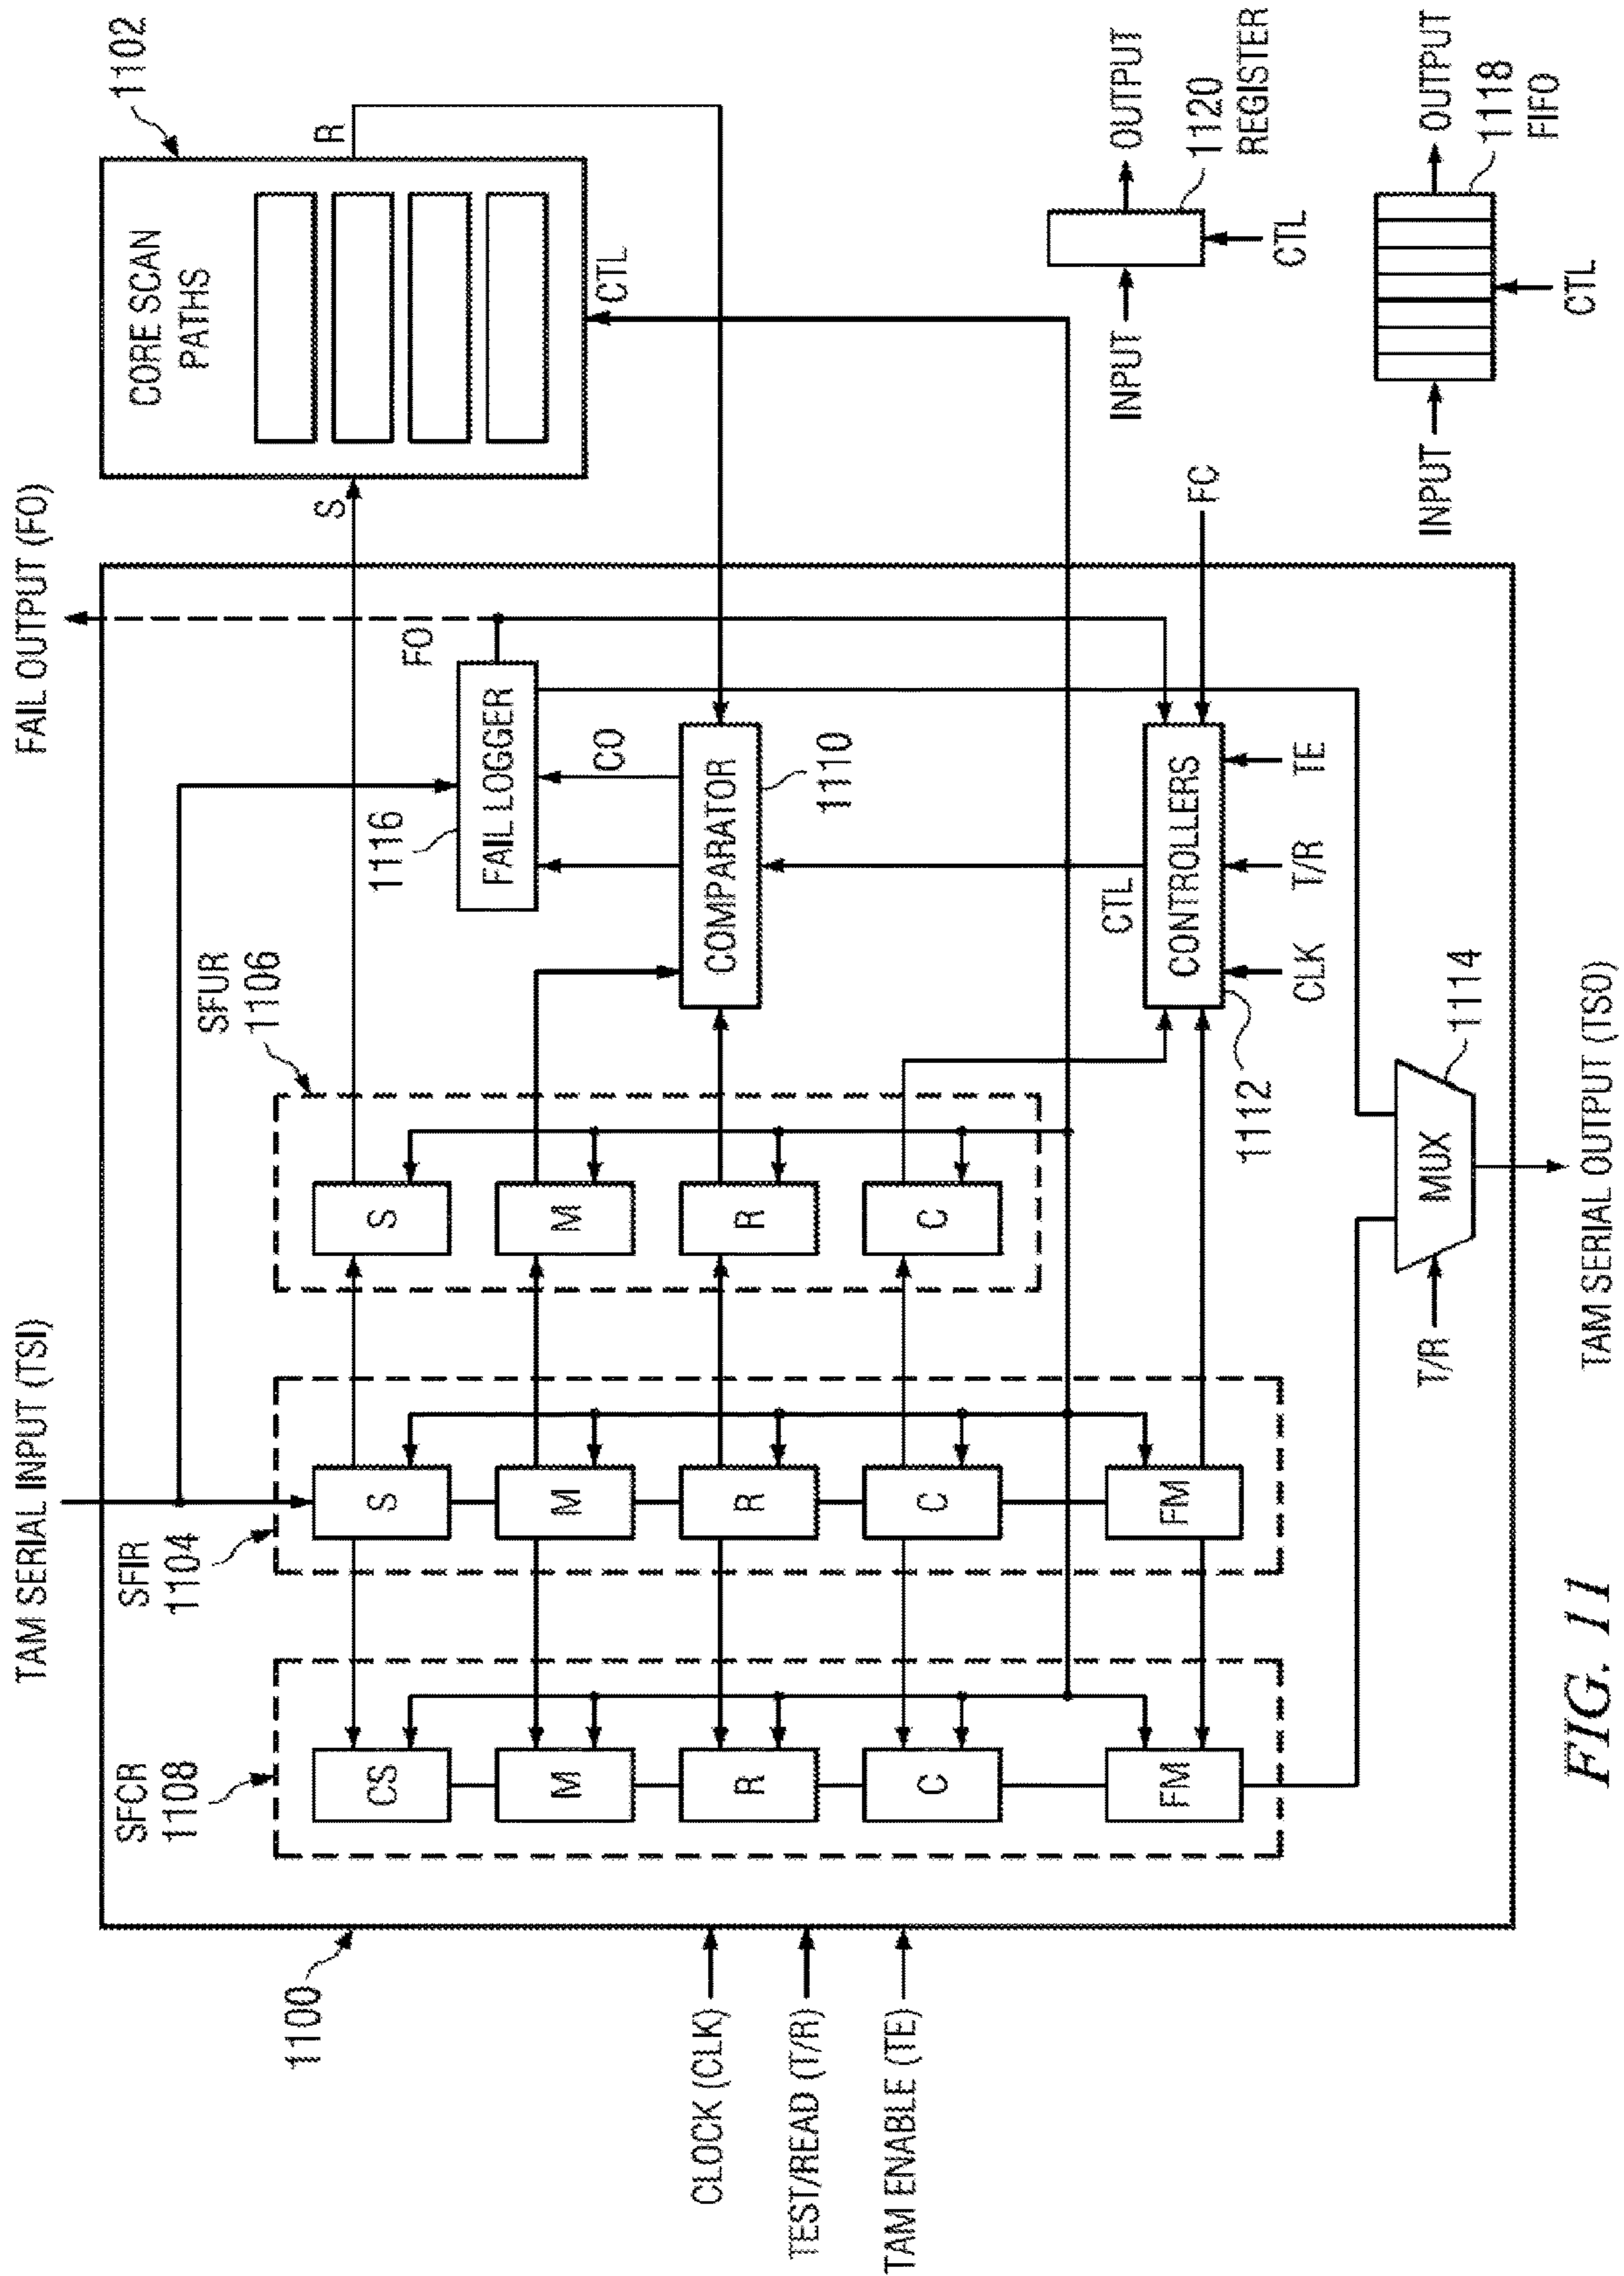 FAIL OUTPUT (FO)
TAM SERIAL INPUT (TSI)
1102
CORE SCAN
PATHS
R
S
CTL
FO
FAIL LOGGER
1116
CO
COMPARATOR
1110
CTL
CONTROLLERS
1112
FC
CLK
T/R
TE
SFUR
1106
S
M
R
C
SFIR
1104
S
M
R
C
FM
SFCR
1108
CS
M
R
C
FM
1100
CLOCK (CLK)
TEST/READ (T/R)
TAM ENABLE (TE)
MUX
1114
T/R
TAM SERIAL OUTPUT (TSO)
INPUT
OUTPUT
CTL
1120
REGISTER
INPUT
OUTPUT
CTL
1118
FIFO
FIG. 11